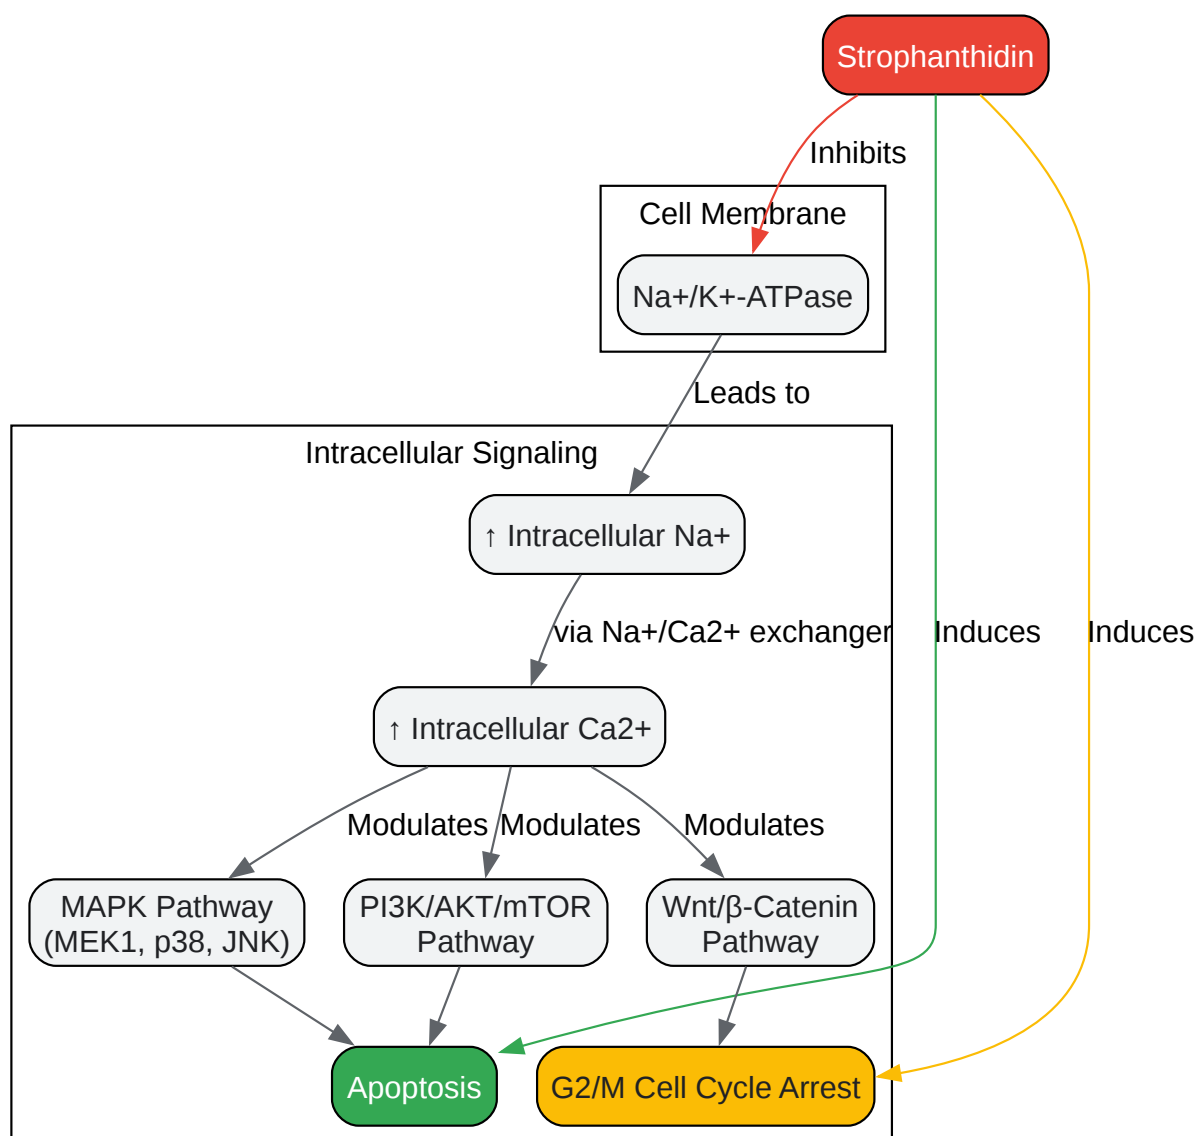 Strophanthidin
Inhibits
Cell Membrane
Na+/K+-ATPase
Leads to
Intracellular Signaling
↑ Intracellular Na+
via Na+/Ca2+ exchanger
Induces
Induces
↑ Intracellular Ca2+
Modulates
Modulates
Modulates
MAPK Pathway
(MEK1, p38, JNK)
PI3K/AKT/mTOR
Pathway
Wnt/β-Catenin
Pathway
Apoptosis
G2/M Cell Cycle Arrest